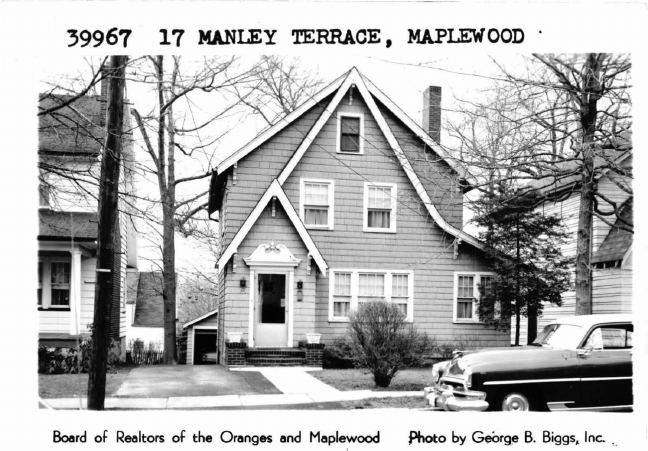 39967 17 MANLEY TERRACE, MAPLEWOOD
Board of Realtors of the Oranges and Maplewood Photo by George B. Biggs, Inc.